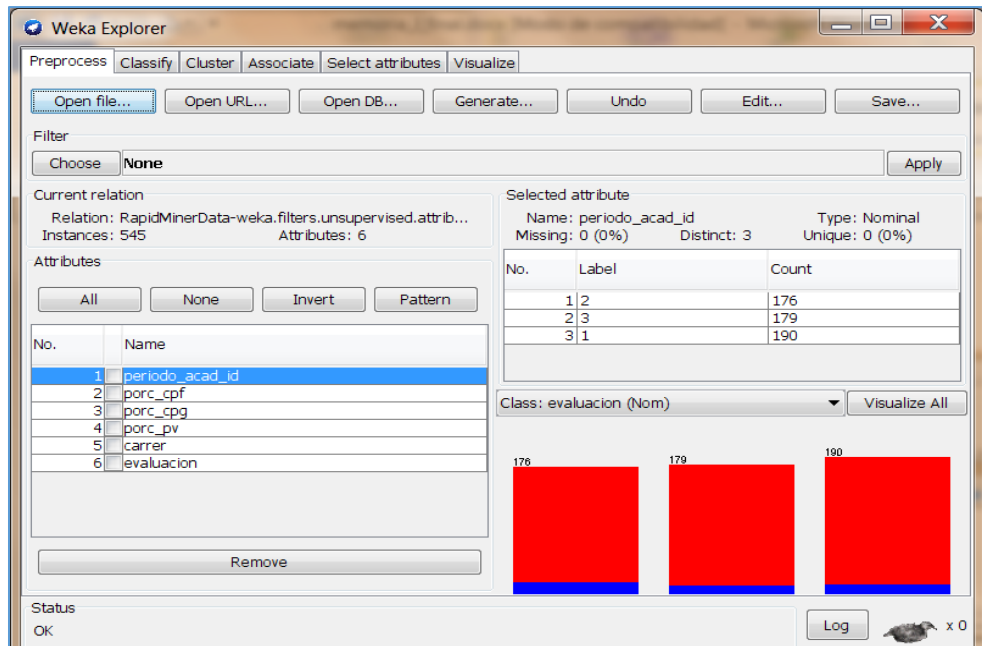 Weka Explorer
Preprocess Classify Cluster Associate Select attributes Visualize
Open file... Open URL... Open DB... Generate... Undo Edit... Save...
Filter
Choose None Apply
Current relation
Relation: RapidMinerData-weka.filters.unsupervised.attrib...
Instances: 545 Attributes: 6
Attributes
All None Invert Pattern
No. Name
1 periodo_acad_id
2 porc_cpf
3 porc_cpg
4 porc_pv
5 carrer
6 evaluacion
Remove
Selected attribute
Name: periodo_acad_id Type: Nominal
Missing: 0 (0%) Distinct: 3 Unique: 0 (0%)
No. Label Count
1 2 176
2 3 179
3 1 190
Class: evaluacion (Nom) Visualize All
176 179 190
Status
OK
Log x 0